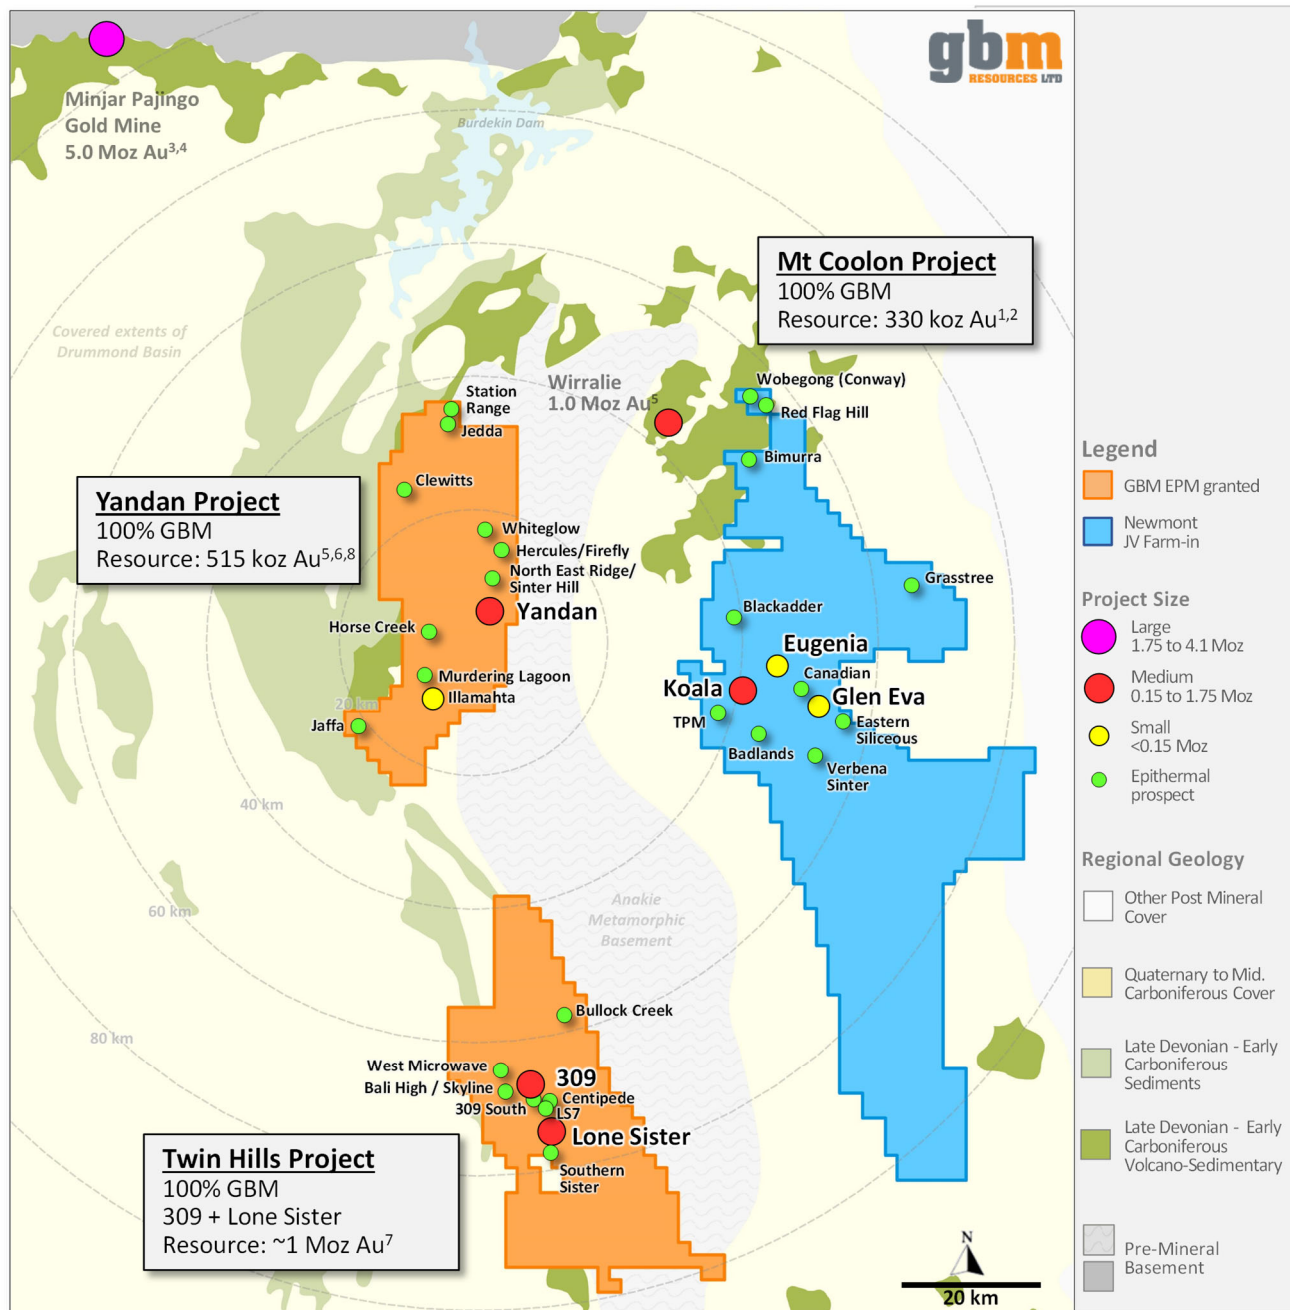 gbm
RESOURCES LTD
Minjar Pajingo
Gold Mine
5.0 Moz Au3,4
Burdekin Dam
Mt Coolon Project
100% GBM
Resource: 330 koz Au1,2
Covered extents of
Drummond Basin
Wirralie
1.0 Moz Au5
Station
Range
Jedda
Clewitts
Wobegong (Conway)
Red Flag Hill
Bimurra
Yandan Project
100% GBM
Resource: 515 koz Au5,6,8
Whiteglow
Hercules/Firefly
North East Ridge/
Sinter Hill
Yandan
Horse Creek
Murdering Lagoon
Illamahta
Jaffa
Grasstree
Blackadder
Eugenia
Canadian
Koala
Glen Eva
TPM
Eastern
Siliceous
Badlands
Verbena
Sinter
20 km
40 km
60 km
80 km
Anakie
Metamorphic
Basement
Bullock Creek
West Microwave
309
Bali High / Skyline
Centipede
309 South
LS7
Lone Sister
Southern
Sister
Twin Hills Project
100% GBM
309 + Lone Sister
Resource: ~1 Moz Au7
N
20 km
Legend
GBM EPM granted
Newmont
JV Farm-in
Project Size
Large
1.75 to 4.1 Moz
Medium
0.15 to 1.75 Moz
Small
<0.15 Moz
Epithermal
prospect
Regional Geology
Other Post Mineral
Cover
Quaternary to Mid.
Carboniferous Cover
Late Devonian - Early
Carboniferous
Sediments
Late Devonian - Early
Carboniferous
Volcano-Sedimentary
Pre-Mineral
Basement